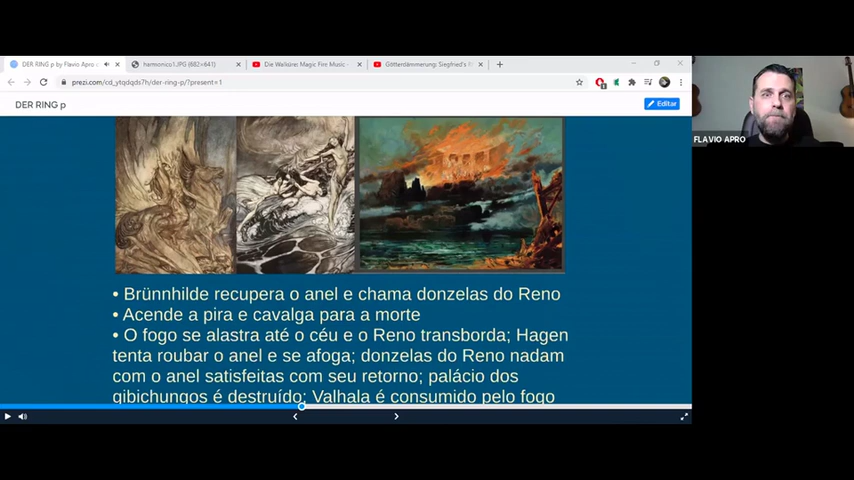 DER RING p by Flavio Apro
harmonico1.JPG (682×641)
Die Walküre: Magic Fire Music -
Götterdämmerung: Siegfried's
prezi.com/cd_ytqdqds7h/der-ring-p/?present=1
DER RING p
Editar
FLAVIO APRO
• Brünnhilde recupera o anel e chama donzelas do Reno
• Acende a pira e cavalga para a morte
• O fogo se alastra até o céu e o Reno transborda; Hagen
tenta roubar o anel e se afoga; donzelas do Reno nadam
com o anel satisfeitas com seu retorno; palácio dos
gibichungos é destruído; Valhala é consumido pelo fogo